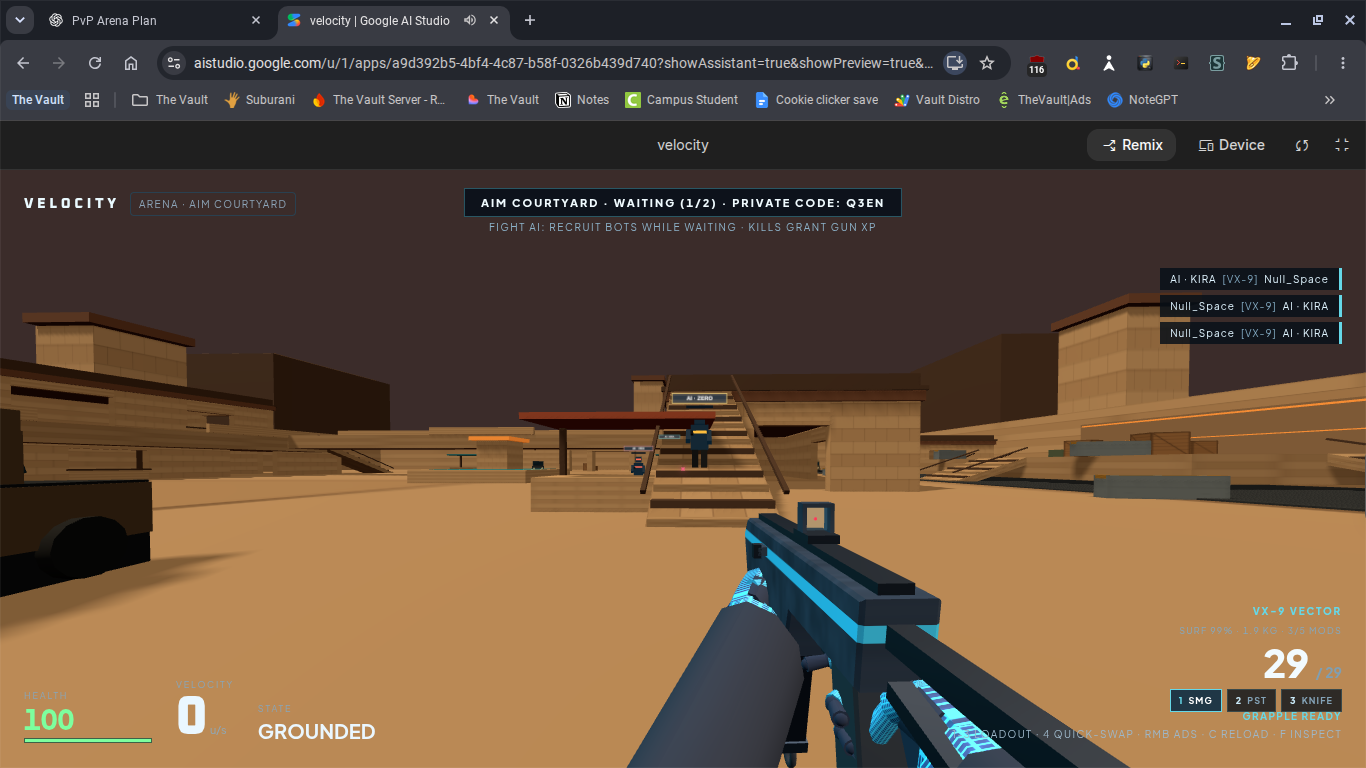 PvP Arena Plan
velocity | Google AI Studio
aistudio.google.com/u/1/apps/a9d392b5-4bf4-4c87-b58f-0326b439d740?showAssistant=true&showPreview=true&...
116
The Vault
The Vault
Suburani
The Vault Server - R...
The Vault
Notes
Campus Student
Cookie clicker save
Vault Distro
TheVault|Ads
NoteGPT
velocity
Remix
Device
VELOCITY
ARENA · AIM COURTYARD
AIM COURTYARD · WAITING (1/2) · PRIVATE CODE: Q3EN
FIGHT AI: RECRUIT BOTS WHILE WAITING · KILLS GRANT GUN XP
AI · KIRA [VX-9] Null_Space
Null_Space [VX-9] AI · KIRA
Null_Space [VX-9] AI · KIRA
AI · ZERO
VX-9 VECTOR
29 / 29
1 SMG
2 PST
3 KNIFE
GRAPPLE READY
OADOUT · 4 QUICK-SWAP · RMB ADS · C RELOAD · F INSPECT
HEALTH
100
VELOCITY
0 u/s
STATE
GROUNDED